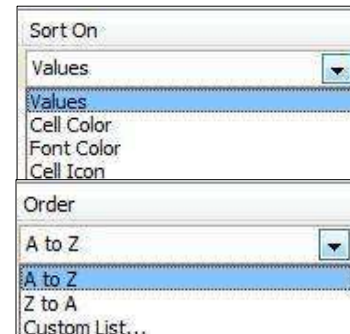 Sort On
Values
Values
Cell Color
Font Color
Cell Icon
Order
A to Z
A to Z
Z to A
Custom List...